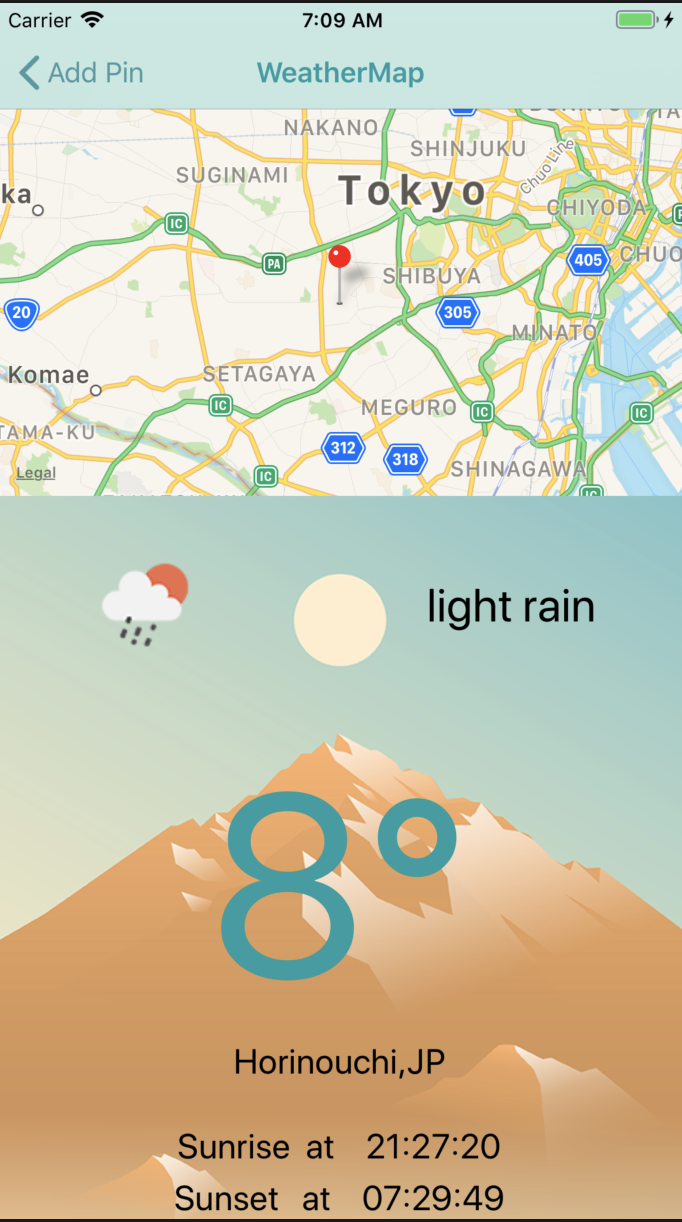 Carrier 7:09 AM
Add Pin WeatherMap
NAKANO
SHINJUKU
Chuo Line
SUGINAMI
Tokyo
ka
CHIYODA
IC
PA
SHIBUYA
405
CHUO
20
305
MINATO
Komae
SETAGAYA
IC
MEGURO
IC
IC
TAMA-KU
312
318
SHINAGAWA
Legal
IC
IC
light rain
8°
Horinouchi,JP
Sunrise at 21:27:20
Sunset at 07:29:49